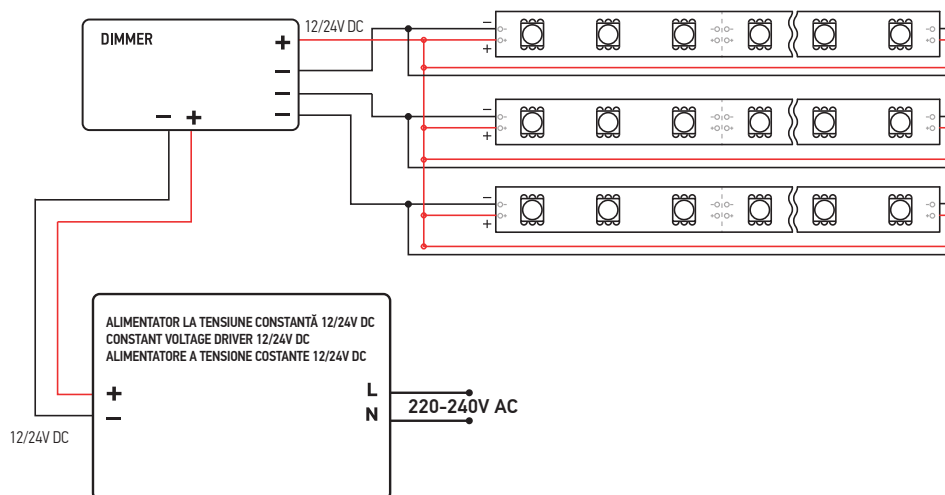 12/24V DC
DIMMER
+
−
−
−
− +
−
+
−
+
−
+
ALIMENTATOR LA TENSIUNE CONSTANTĂ 12/24V DC
CONSTANT VOLTAGE DRIVER 12/24V DC
ALIMENTATORE A TENSIONE COSTANTE 12/24V DC
+
−
L
N
220-240V AC
12/24V DC